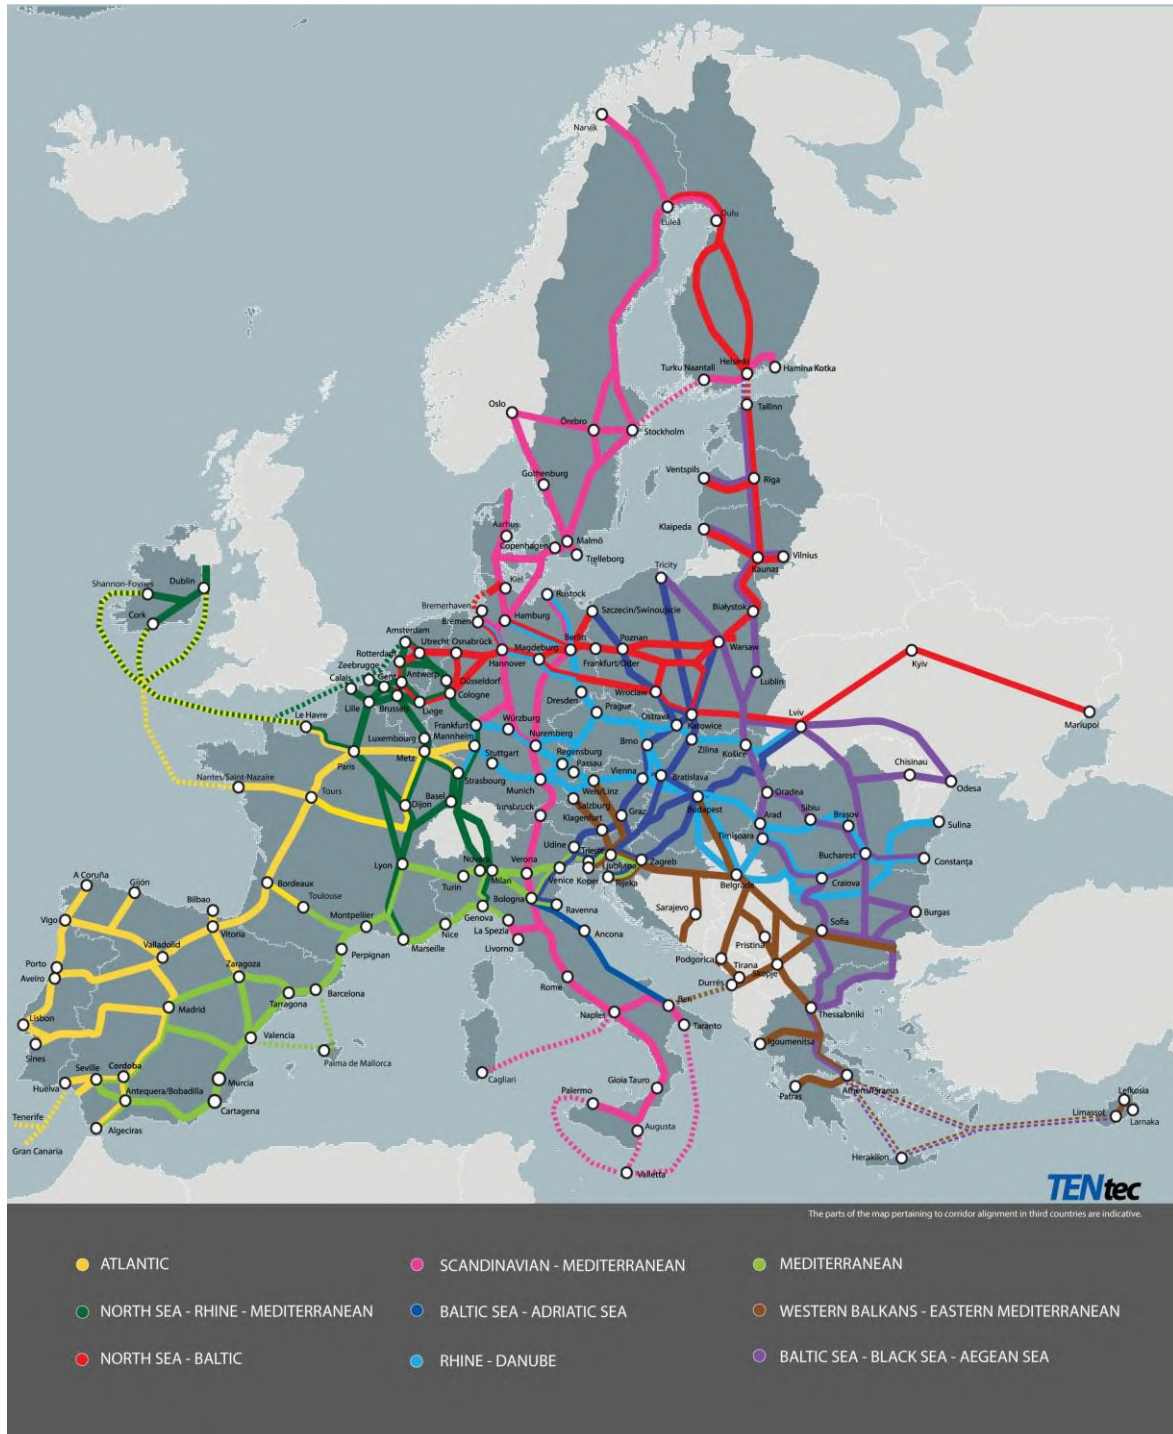 Narvik
Luleå
Oulu
Helsinki
Turku Naantali
Hamina Kotka
Tallinn
Oslo
Örebro
Stockholm
Ventspils
Riga
Gothenburg
Aarhus
Copenhagen
Malmö
Trelleborg
Klaipeda
Vilnius
Kaunas
Tricity
Shannon-Foynes
Dublin
Cork
Kiel
Rostock
Szczecin/Swinoujscie
Białystok
Bremerhaven
Bremen
Hamburg
Amsterdam
Utrecht
Osnabrück
Magdeburg
Berlin
Poznan
Warsaw
Rotterdam
Hannover
Frankfurt/Oder
Kyiv
Zeebrugge
Calais
Gent
Antwerp
Düsseldorf
Cologne
Lille
Brussels
Liège
Wroclaw
Lublin
Dresden
Prague
Mariupol
Le Havre
Luxembourg
Frankfurt
Mannheim
Würzburg
Nuremberg
Ostrava
Katowice
Lviv
Paris
Metz
Stuttgart
Regensburg
Passau
Brno
Zilina
Košice
Strasbourg
Nantes/Saint-Nazaire
Tours
Munich
Wels/Linz
Vienna
Bratislava
Chisinau
Odesa
Dijon
Basel
Innsbruck
Salzburg
Klagenfurt
Graz
Budapest
Oradea
Arad
Sibiu
Braşov
Sulina
Timişoara
Udine
Trieste
Ljubljana
Zagreb
Lyon
Novara
Milan
Verona
Turin
Venice
Koper
Rijeka
Belgrade
Bucharest
Constanţa
Craiova
A Coruña
Gijón
Bilbao
Bordeaux
Toulouse
Bologna
Ravenna
Genova
La Spezia
Livorno
Nice
Ancona
Sarajevo
Sofia
Burgas
Vigo
Vitoria
Montpellier
Marseille
Perpignan
Valladolid
Zaragoza
Porto
Aveiro
Pristina
Podgorica
Tirana
Skopje
Durrës
Rome
Barcelona
Tarragona
Madrid
Lisbon
Sines
Valencia
Palma de Mallorca
Naples
Bari
Taranto
Thessaloniki
Igoumenitsa
Cagliari
Seville
Cordoba
Huelva
Antequera/Bobadilla
Murcia
Cartagena
Algeciras
Tenerife
Gran Canaria
Palermo
Gioia Tauro
Augusta
Valletta
Patras
Athens/Piraeus
Heraklion
Lefkosia
Limassol
Larnaka
TENtec
The parts of the map pertaining to corridor alignment in third countries are indicative.
ATLANTIC
SCANDINAVIAN - MEDITERRANEAN
MEDITERRANEAN
NORTH SEA - RHINE - MEDITERRANEAN
BALTIC SEA - ADRIATIC SEA
WESTERN BALKANS - EASTERN MEDITERRANEAN
NORTH SEA - BALTIC
RHINE - DANUBE
BALTIC SEA - BLACK SEA - AEGEAN SEA